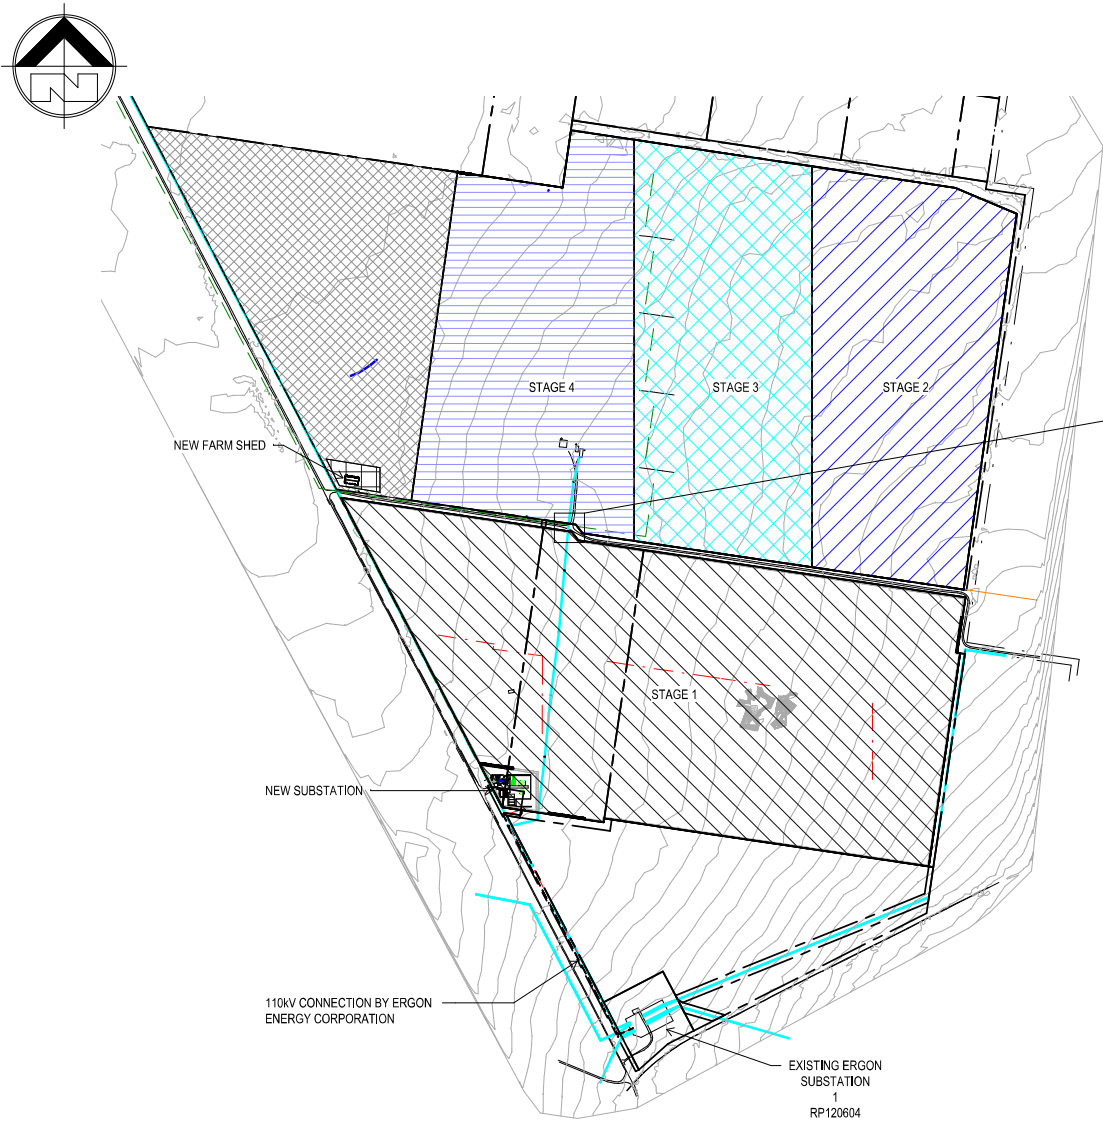 N
STAGE 4
STAGE 3
STAGE 2
NEW FARM SHED
STAGE 1
NEW SUBSTATION
110kV CONNECTION BY ERGON
ENERGY CORPORATION
EXISTING ERGON
SUBSTATION
1
RP120604